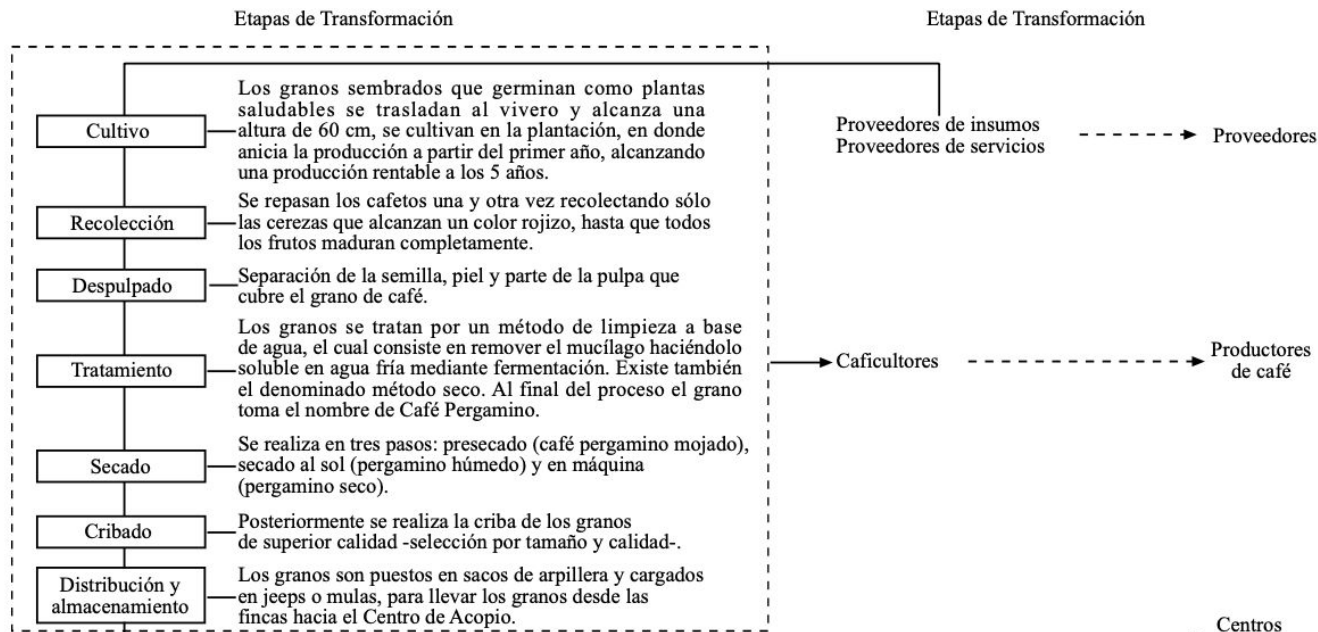 Etapas de Transformación
Etapas de Transformación
Cultivo
Los granos sembrados que germinan como plantas
saludables se trasladan al vivero y alcanza una
altura de 60 cm, se cultivan en la plantación, en donde
anicia la producción a partir del primer año, alcanzando
una producción rentable a los 5 años.
Proveedores de insumos
Proveedores de servicios
Proveedores
Recolección
Se repasan los cafetos una y otra vez recolectando sólo
las cerezas que alcanzan un color rojizo, hasta que todos
los frutos maduran completamente.
Despulpado
Separación de la semilla, piel y parte de la pulpa que
cubre el grano de café.
Tratamiento
Los granos se tratan por un método de limpieza a base
de agua, el cual consiste en remover el mucílago haciéndolo
soluble en agua fría mediante fermentación. Existe también
el denominado método seco. Al final del proceso el grano
toma el nombre de Café Pergamino.
Caficultores
Productores
de café
Secado
Se realiza en tres pasos: presecado (café pergamino mojado),
secado al sol (pergamino húmedo) y en máquina
(pergamino seco).
Cribado
Posteriormente se realiza la criba de los granos
de superior calidad -selección por tamaño y calidad-.
Distribución y
almacenamiento
Los granos son puestos en sacos de arpillera y cargados
en jeeps o mulas, para llevar los granos desde las
fincas hacia el Centro de Acopio.
Centros